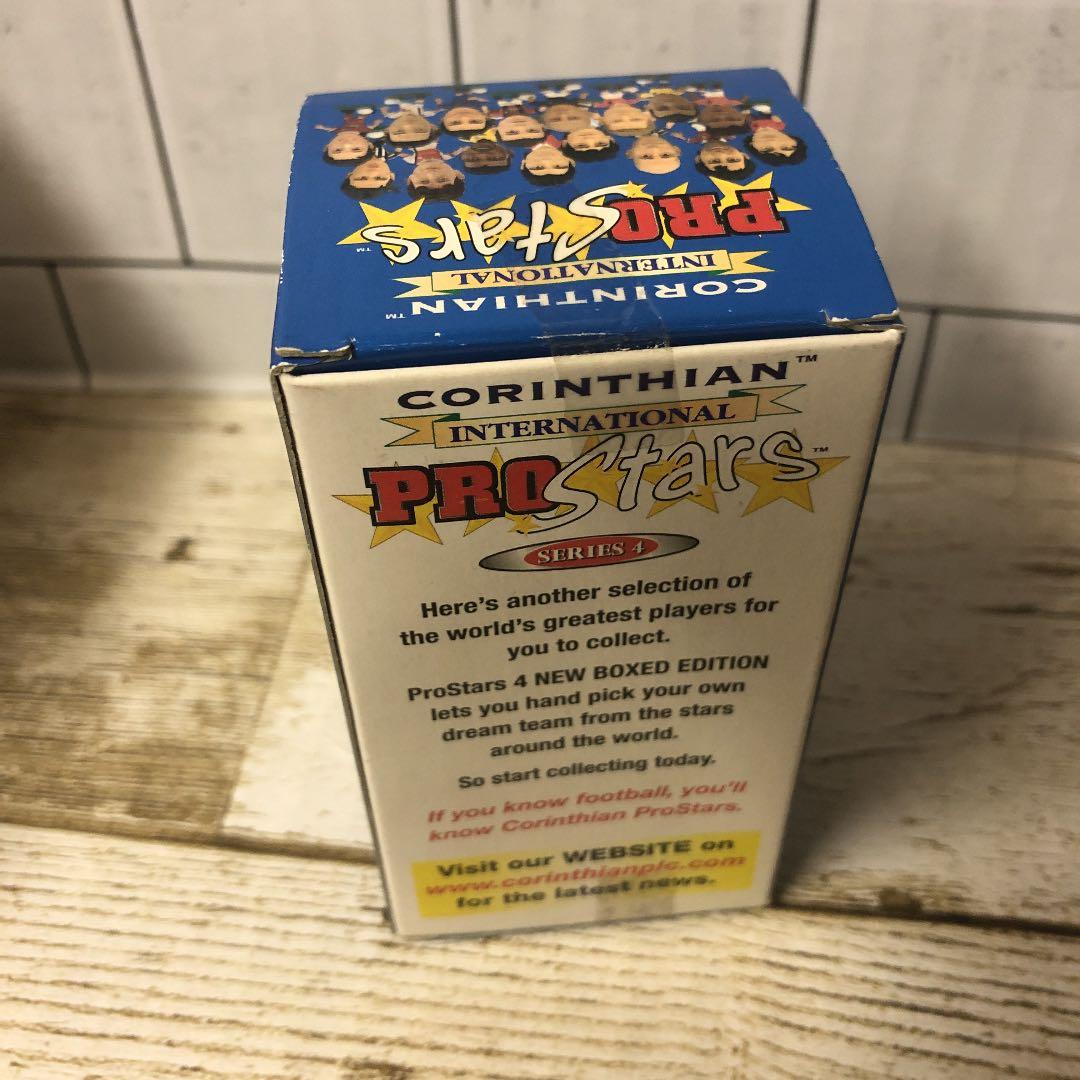 PROStars™
INTERNATIONAL
CORINTHIAN™
CORINTHIAN™
INTERNATIONAL
PROStars™
SERIES 4
Here's another selection of
the world's greatest players for
you to collect.
ProStars 4 NEW BOXED EDITION
lets you hand pick your own
dream team from the stars
around the world.
So start collecting today.
If you know football, you'll
know Corinthian ProStars.
Visit our WEBSITE on
www.corinthianplc.com
for the latest news.